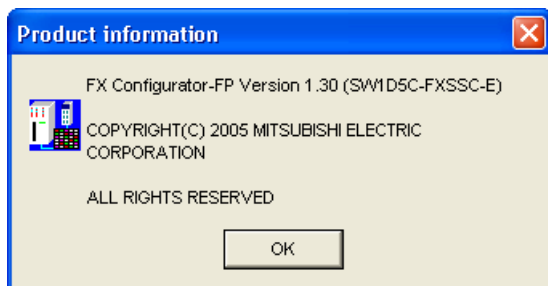 Product information
FX Configurator-FP Version 1.30 (SW1D5C-FXSSC-E)
COPYRIGHT(C) 2005 MITSUBISHI ELECTRIC
CORPORATION
ALL RIGHTS RESERVED
OK